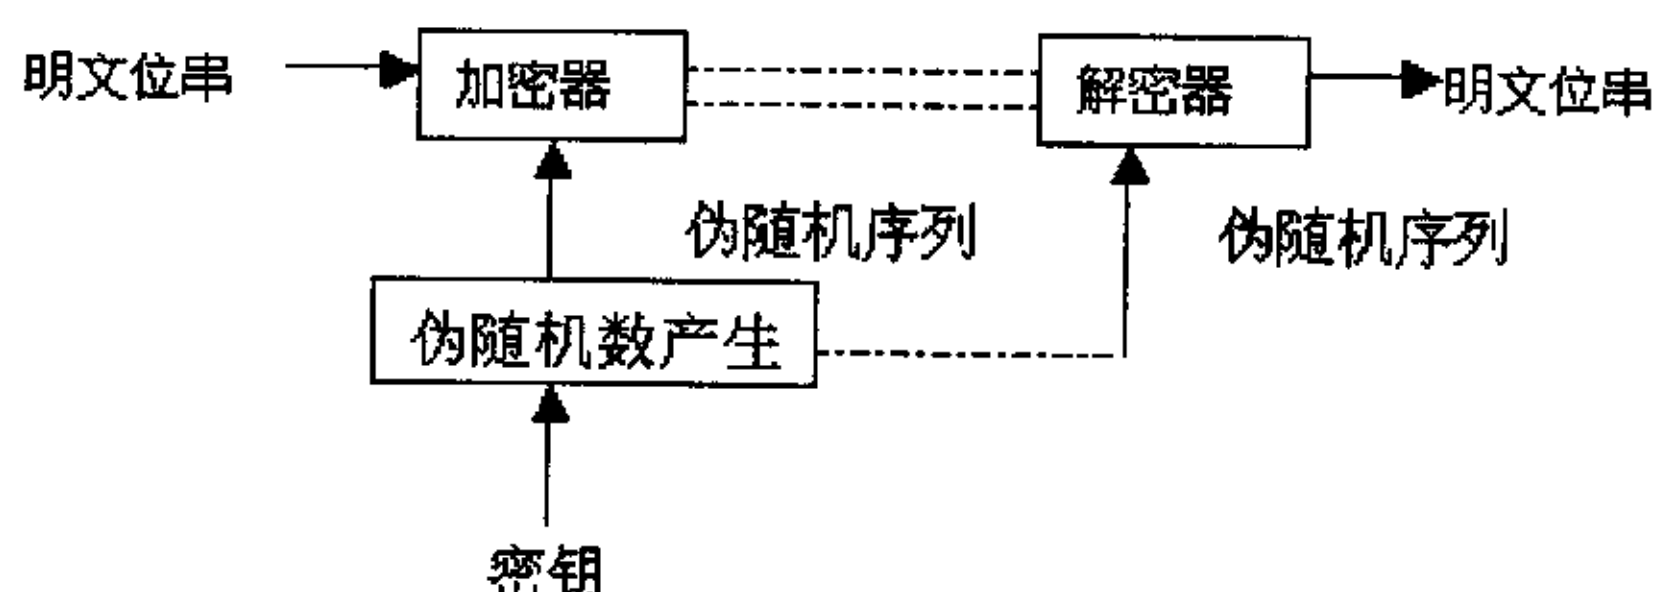 明文位串
加密器
解密器
明文位串
伪随机序列
伪随机序列
伪随机数产生
密钥